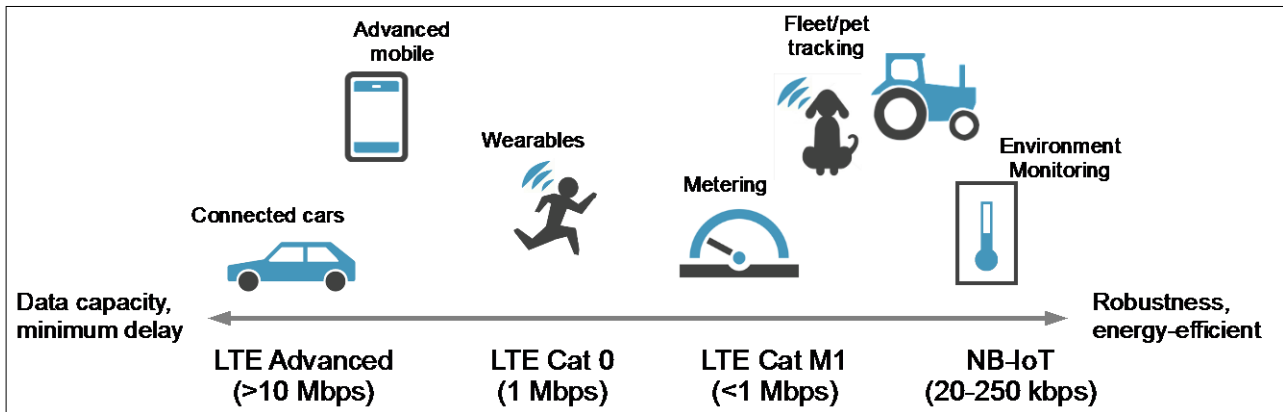 Advanced
mobile
Fleet/pet
tracking
Wearables
Environment
Monitoring
Metering
Connected cars
Data capacity,
minimum delay
Robustness,
energy-efficient
LTE Advanced
(>10 Mbps)
LTE Cat 0
(1 Mbps)
LTE Cat M1
(<1 Mbps)
NB-IoT
(20-250 kbps)